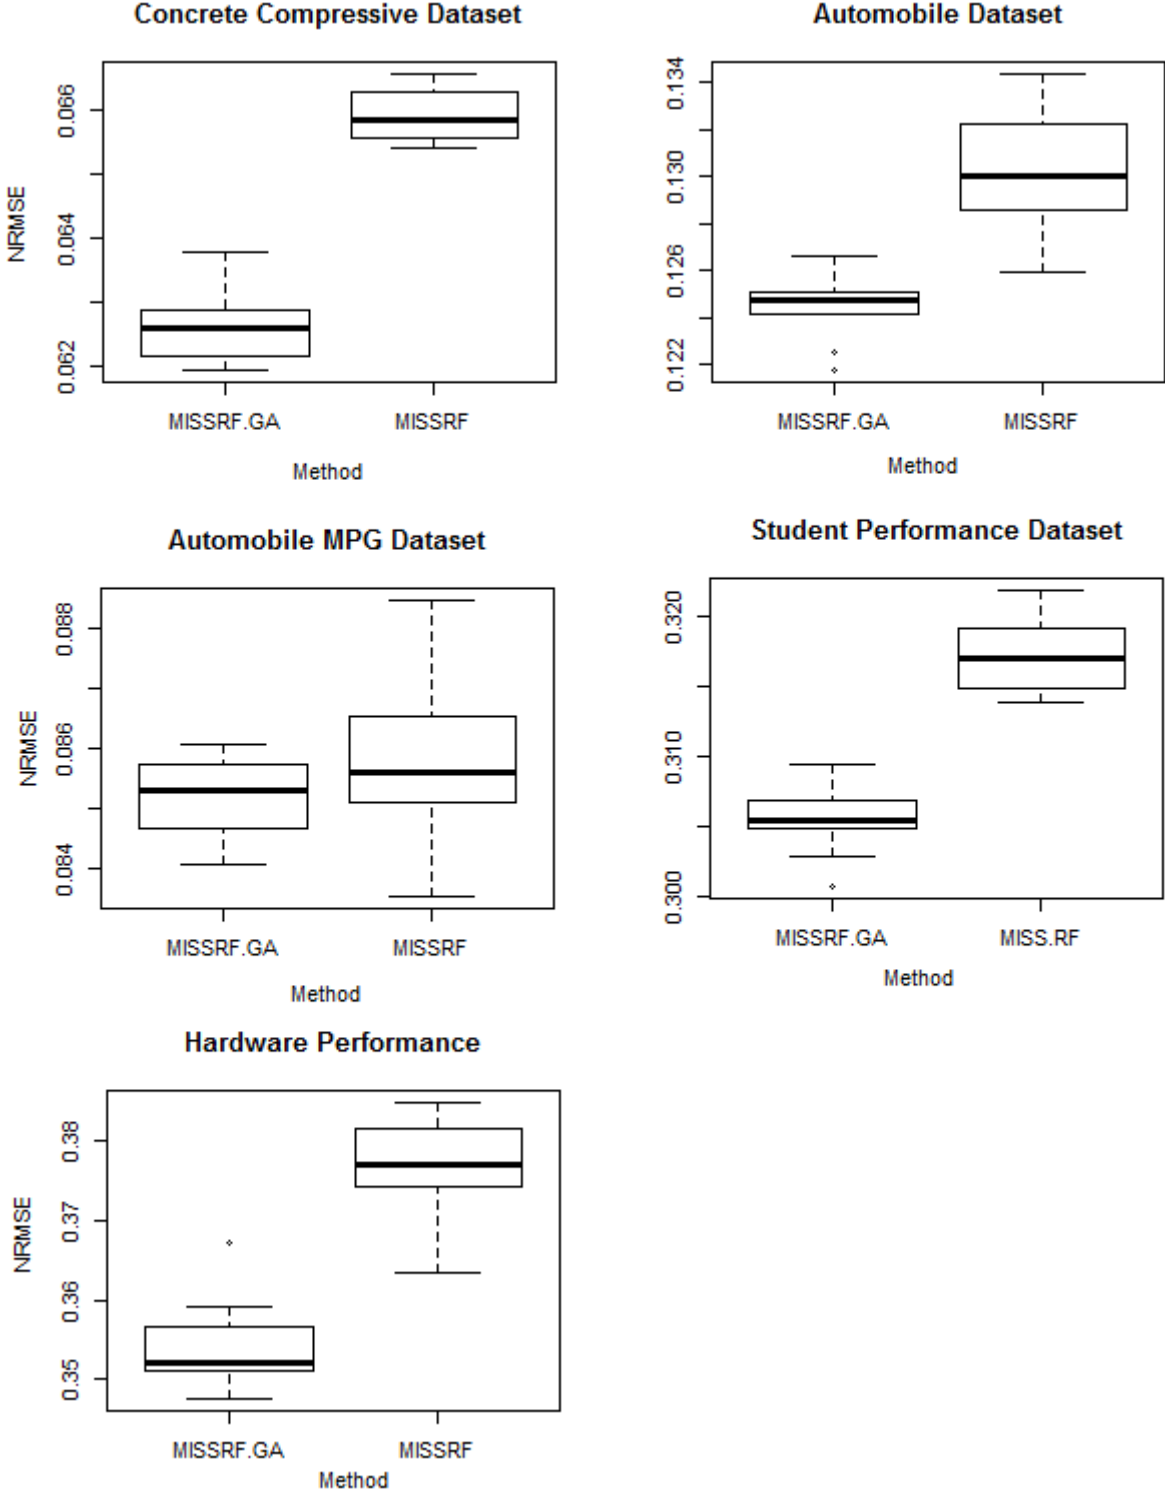 Concrete Compressive Dataset
NRMSE
0.066
0.064
0.062
MISSRF.GA MISSRF
Method
Automobile Dataset
0.134
0.130
0.126
0.122
MISSRF.GA MISSRF
Method
Automobile MPG Dataset
NRMSE
0.088
0.086
0.084
MISSRF.GA MISSRF
Method
Student Performance Dataset
0.320
0.310
0.300
MISSRF.GA MISS.RF
Method
Hardware Performance
NRMSE
0.38
0.37
0.36
0.35
MISSRF.GA MISSRF
Method